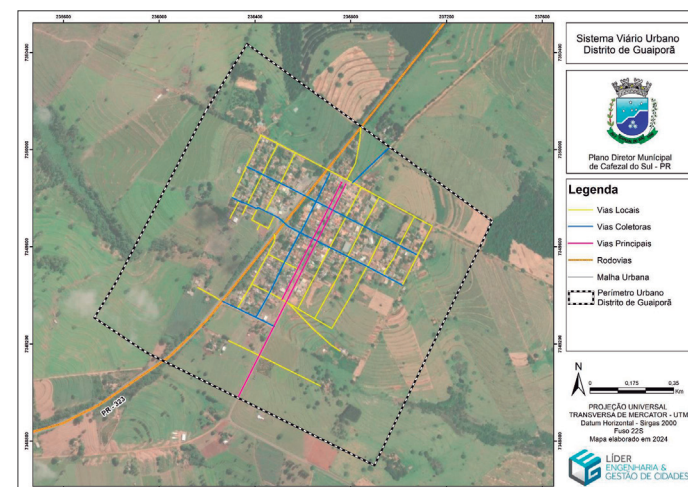 Sistema Viário Urbano
Distrito de Guaiporã
Plano Diretor Municipal
de Cafezal do Sul - PR
Legenda
Vias Locais
Vias Coletoras
Vias Principais
Rodovias
Malha Urbana
Perímetro Urbano
Distrito de Guaiporã
PR - 323
N
0 0,175 0,35
Km
PROJEÇÃO UNIVERSAL
TRANSVERSA DE MERCATOR - UTM
Datum Horizontal - Sirgas 2000
Fuso 22S
Mapa elaborado em 2024
LÍDER
ENGENHARIA &
GESTÃO DE CIDADES